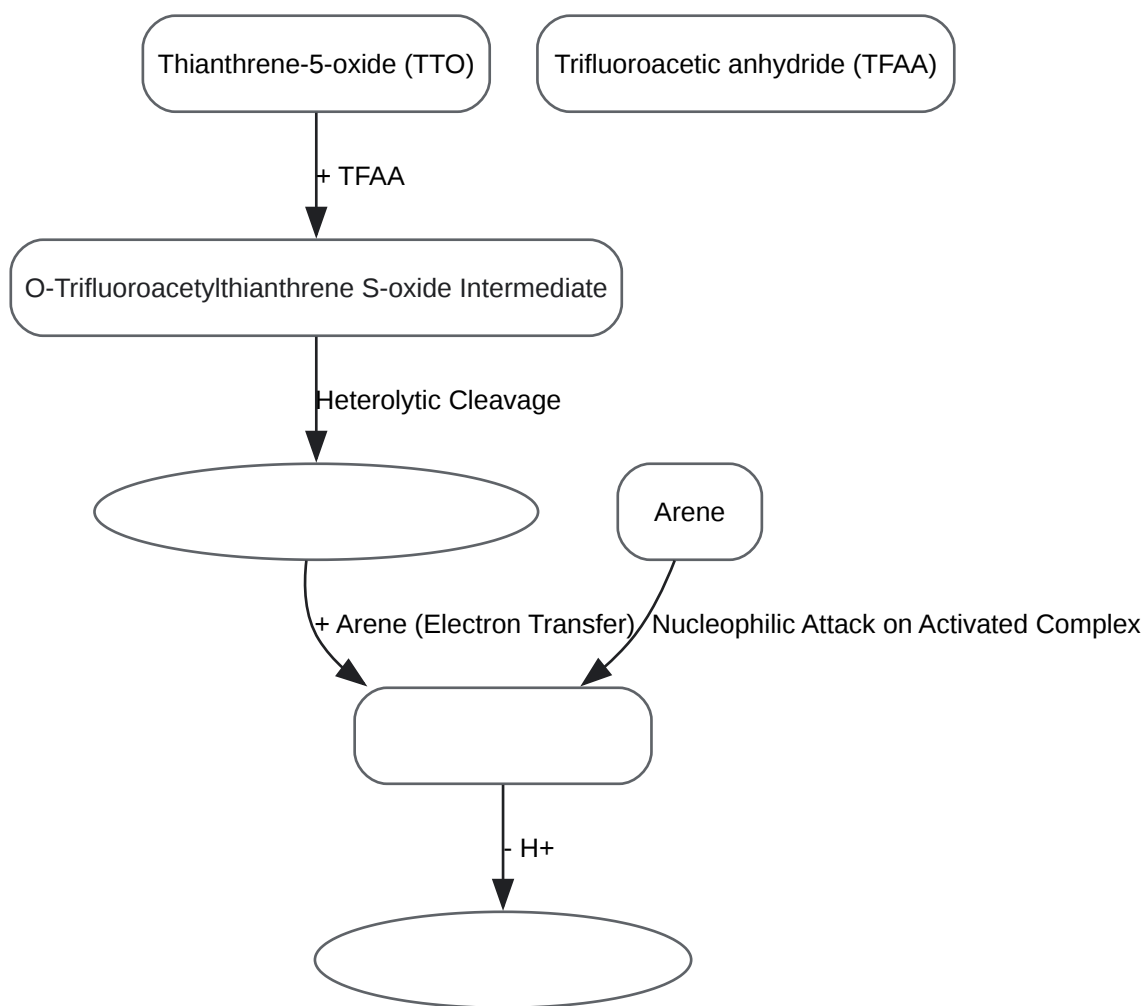 Thianthrene-5-oxide (TTO)
Trifluoroacetic anhydride (TFAA)
+ TFAA
O-Trifluoroacetylthianthrene S-oxide Intermediate
Heterolytic Cleavage
Arene
+ Arene (Electron Transfer)
Nucleophilic Attack on Activated Complex
- H+